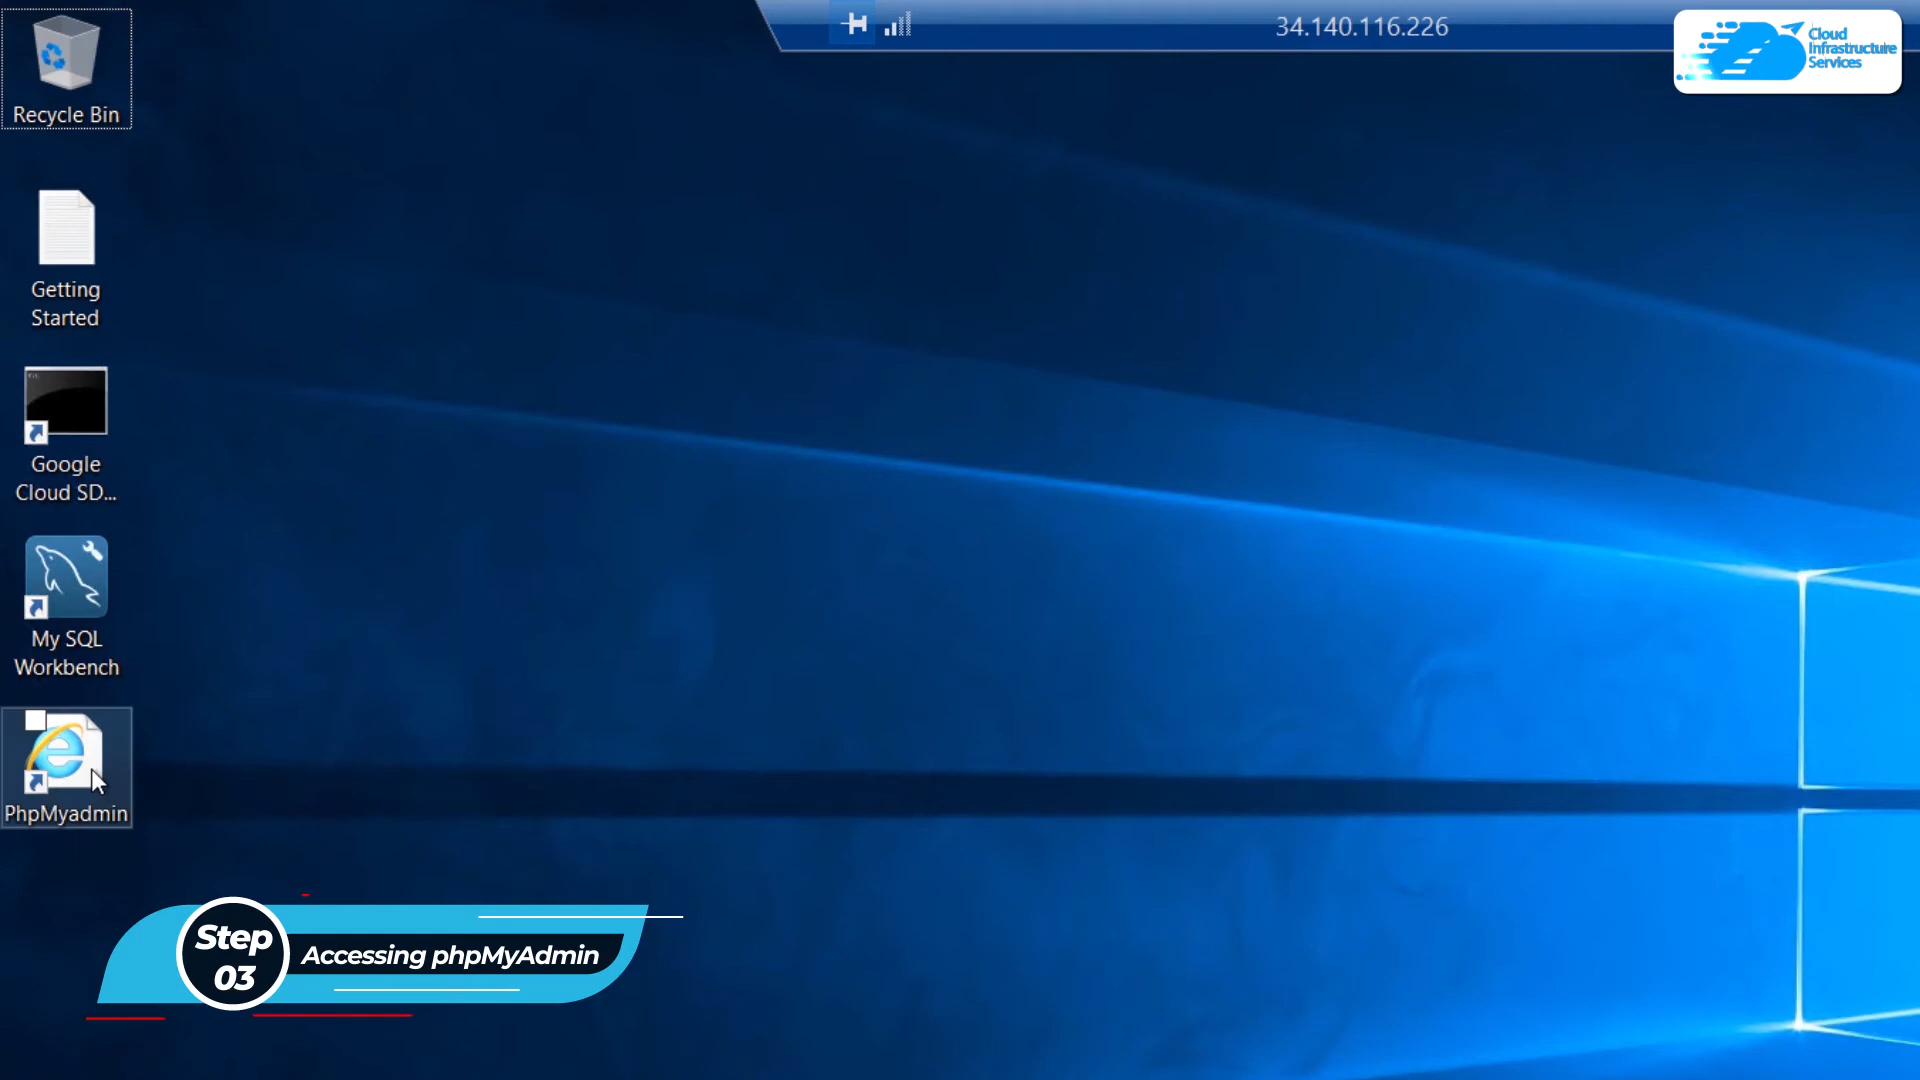 34.140.116.226
Cloud
Infrastructure
Services
Recycle Bin
Getting
Started
Google
Cloud SD...
My SQL
Workbench
PhpMyadmin
Step
03
Accessing phpMyAdmin